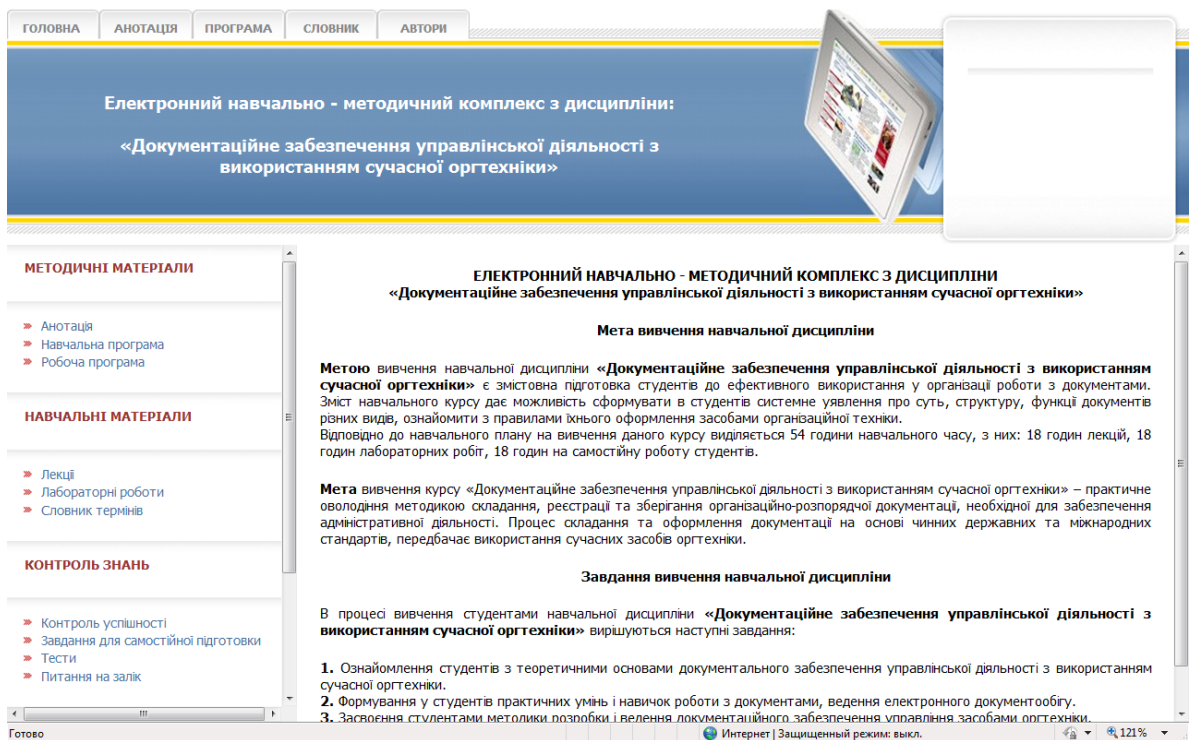 ГОЛОВНА АНОТАЦІЯ ПРОГРАМА СЛОВНИК АВТОРИ
Електронний навчально - методичний комплекс з дисципліни:
«Документаційне забезпечення управлінської діяльності з
використанням сучасної оргтехніки»
МЕТОДИЧНІ МАТЕРІАЛИ
Анотація
Навчальна програма
Робоча програма
НАВЧАЛЬНІ МАТЕРІАЛИ
Лекції
Лабораторні роботи
Словник термінів
КОНТРОЛЬ ЗНАНЬ
Контроль успішності
Завдання для самостійної підготовки
Тести
Питання на залік
ЕЛЕКТРОННИЙ НАВЧАЛЬНО - МЕТОДИЧНИЙ КОМПЛЕКС З ДИСЦИПЛІНИ
«Документаційне забезпечення управлінської діяльності з використанням сучасної оргтехніки»
Мета вивчення навчальної дисципліни
Метою вивчення навчальної дисципліни «Документаційне забезпечення управлінської діяльності з використанням
сучасної оргтехніки» є змістовна підготовка студентів до ефективного використання у організації роботи з документами.
Зміст навчального курсу дає можливість сформувати в студентів системне уявлення про суть, структуру, функції документів
різних видів, ознайомити з правилами їхнього оформлення засобами організаційної техніки.
Відповідно до навчального плану на вивчення даного курсу виділяється 54 години навчального часу, з них: 18 годин лекцій, 18
годин лабораторних робіт, 18 годин на самостійну роботу студентів.
Мета вивчення курсу «Документаційне забезпечення управлінської діяльності з використанням сучасної оргтехніки» – практичне
оволодіння методикою складання, реєстрації та зберігання організаційно-розпорядчої документації, необхідної для забезпечення
адміністративної діяльності. Процес складання та оформлення документації на основі чинних державних та міжнародних
стандартів, передбачає використання сучасних засобів оргтехніки.
Завдання вивчення навчальної дисципліни
В процесі вивчення студентами навчальної дисципліни «Документаційне забезпечення управлінської діяльності з
використанням сучасної оргтехніки» вирішуються наступні завдання:
1. Ознайомлення студентів з теоретичними основами документального забезпечення управлінської діяльності з використанням
сучасної оргтехніки.
2. Формування у студентів практичних умінь і навичок роботи з документами, ведення електронного документообігу.
3. Засвоєння студентами методики розробки і ведення документаційного забезпечення управління засобами оргтехніки.
Готово Интернет | Защищенный режим: выкл. 121%